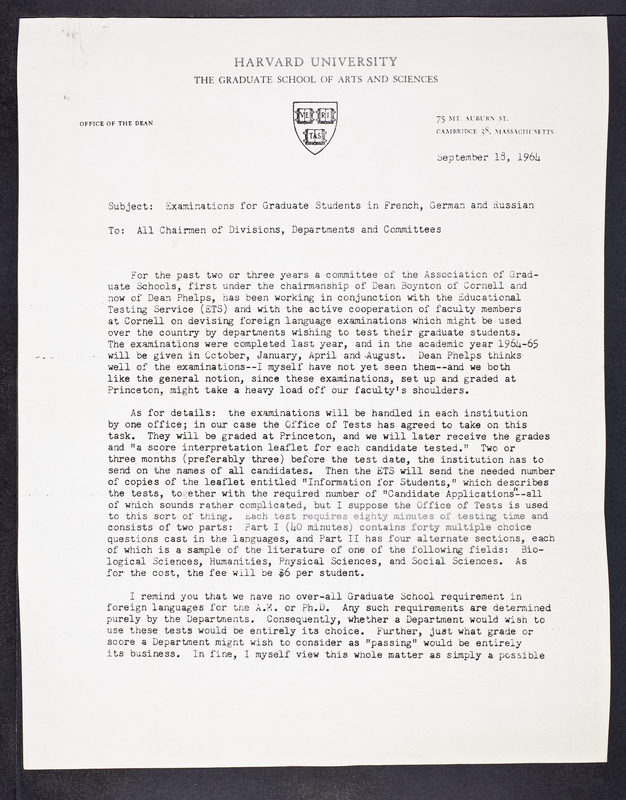 HARVARD UNIVERSITY
THE GRADUATE SCHOOL OF ARTS AND SCIENCES
OFFICE OF THE DEAN
VE RI
TAS
75 MT. AUBURN ST.
CAMBRIDGE 38, MASSACHUSETTS
September 18, 1964
Subject: Examinations for Graduate Students in French, German and Russian
To: All Chairmen of Divisions, Departments and Committees
For the past two or three years a committee of the Association of Grad-
uate Schools, first under the chairmanship of Dean Boynton of Cornell and
now of Dean Phelps, has been working in conjunction with the Educational
Testing Service (ETS) and with the active cooperation of faculty members
at Cornell on devising foreign language examinations which might be used
over the country by departments wishing to test their graduate students.
The examinations were completed last year, and in the academic year 1964-65
will be given in October, January, April and August. Dean Phelps thinks
well of the examinations--I myself have not yet seen them--and we both
like the general notion, since these examinations, set up and graded at
Princeton, might take a heavy load off our faculty's shoulders.
As for details: the examinations will be handled in each institution
by one office; in our case the Office of Tests has agreed to take on this
task. They will be graded at Princeton, and we will later receive the grades
and "a score interpretation leaflet for each candidate tested." Two or
three months (preferably three) before the test date, the institution has to
send on the names of all candidates. Then the ETS will send the needed number
of copies of the leaflet entitled "Information for Students," which describes
the tests, together with the required number of "Candidate Applications"--all
of which sounds rather complicated, but I suppose the Office of Tests is used
to this sort of thing. Each test requires eighty minutes of testing time and
consists of two parts: Part I (40 minutes) contains forty multiple choice
questions cast in the languages, and Part II has four alternate sections, each
of which is a sample of the literature of one of the following fields: Bio-
logical Sciences, Humanities, Physical Sciences, and Social Sciences. As
for the cost, the fee will be $6 per student.
I remind you that we have no over-all Graduate School requirement in
foreign languages for the A.M. or Ph.D. Any such requirements are determined
purely by the Departments. Consequently, whether a Department would wish to
use these tests would be entirely its choice. Further, just what grade or
score a Department might wish to consider as "passing" would be entirely
its business. In fine, I myself view this whole matter as simply a possible